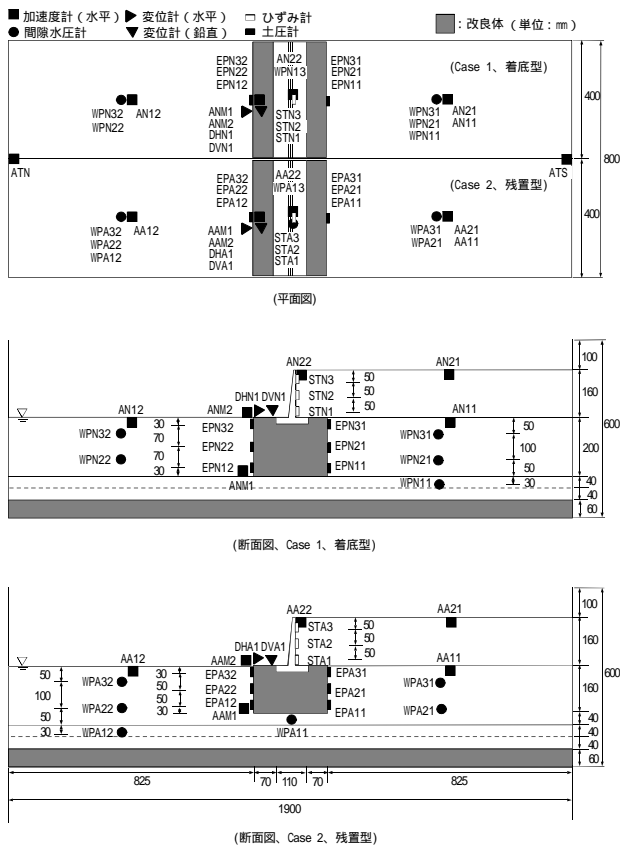 ■加速度計（水平） ▶変位計（水平） □ひずみ計 ■：改良体（単位：㎜）
●間隙水圧計 ▼変位計（鉛直） ■土圧計
EPN32 AN22 EPN31
EPN22 WPN13 EPN21 (Case 1、着底型)
EPN12 EPN11
WPN32 AN12 ANM1 STN3 WPN31 AN21
WPN22 ANM2 STN2 WPN21 AN11
DHN1 STN1 WPN11
DVN1
400
800
ATN ATS
EPA32 AA22 EPA31
EPA22 WPA13 EPA21 (Case 2、残置型)
EPA12 EPA11
WPA32 AA12 AAM1 STA3 WPA31 AA21
WPA22 AAM2 STA2 WPA21 AA11
WPA12 DHA1 STA1
DVA1
400
(平面図)
AN22 AN21 100
STN3 50
DHN1 DVN1 STN2 50 160
AN12 ANM2 STN1 50 AN11 600
WPN32 30 EPN32 EPN31 WPN31 50
70 100 200
WPN22 70 EPN22 EPN21 WPN21
30 EPN12 EPN11 50
ANM1 WPN11 30 40
40
60
(断面図、Case 1、着底型)
AA22 AA21 100
STA3 50
DHA1 DVA1 STA2 50 160
AA12 AAM2 STA1 50 AA11 600
50 WPA32 30 EPA32 EPA31 WPA31
100 50 EPA22 EPA21 160
WPA22 50 EPA12 EPA11 WPA21
50 30 AAM1 40
30 WPA12 WPA11 40
60
825 70 110 70 825
1900
(断面図、Case 2、残置型)